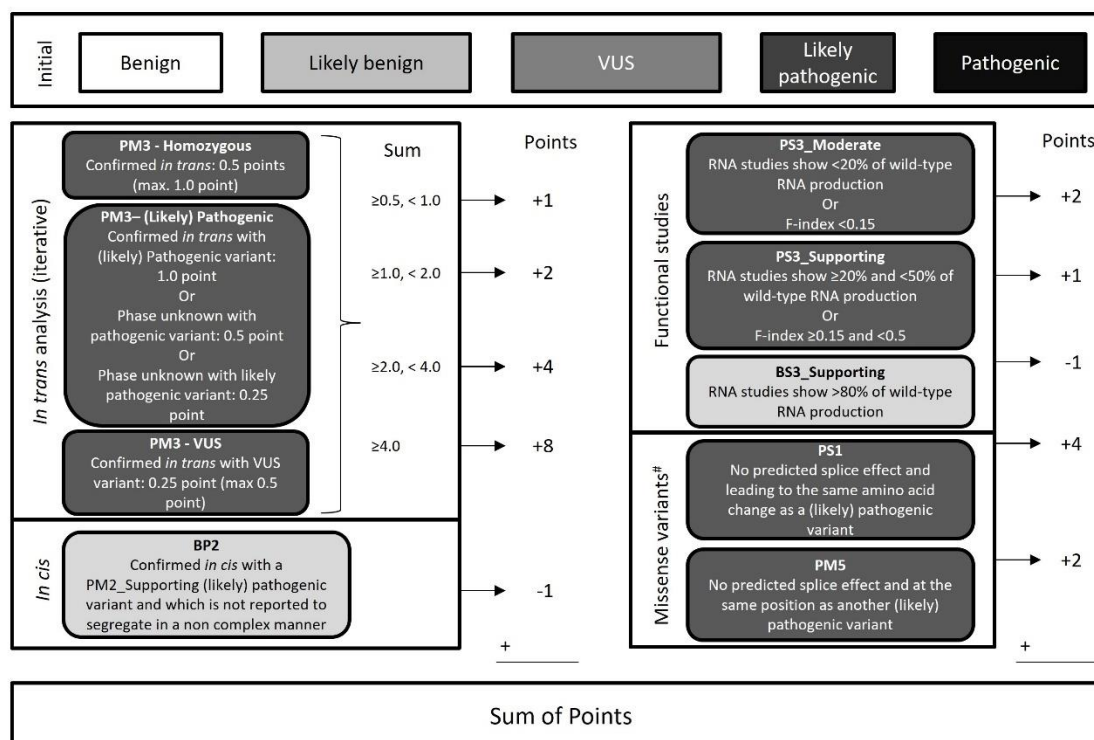 Initial
Benign
Likely benign
VUS
Likely
pathogenic
Pathogenic
In trans analysis (iterative)
PM3 - Homozygous
Confirmed in trans: 0.5 points
(max. 1.0 point)
PM3– (Likely) Pathogenic
Confirmed in trans with
(likely) Pathogenic variant:
1.0 point
Or
Phase unknown with
pathogenic variant: 0.5 point
Or
Phase unknown with likely
pathogenic variant: 0.25
point
PM3 - VUS
Confirmed in trans with VUS
variant: 0.25 point (max 0.5
point)
Sum
Points
≥0.5, < 1.0
+1
≥1.0, < 2.0
+2
≥2.0, < 4.0
+4
≥4.0
+8
In cis
BP2
Confirmed in cis with a
PM2_Supporting (likely) pathogenic
variant and which is not reported to
segregate in a non complex manner
-1
+
Functional studies
PS3_Moderate
RNA studies show <20% of wild-type
RNA production
Or
F-index <0.15
PS3_Supporting
RNA studies show ≥20% and <50% of
wild-type RNA production
Or
F-index ≥0.15 and <0.5
BS3_Supporting
RNA studies show >80% of wild-type
RNA production
Missense variants#
PS1
No predicted splice effect and
leading to the same amino acid
change as a (likely) pathogenic
variant
PM5
No predicted splice effect and at the
same position as another (likely)
pathogenic variant
Points
+2
+1
-1
+4
+2
+
Sum of Points